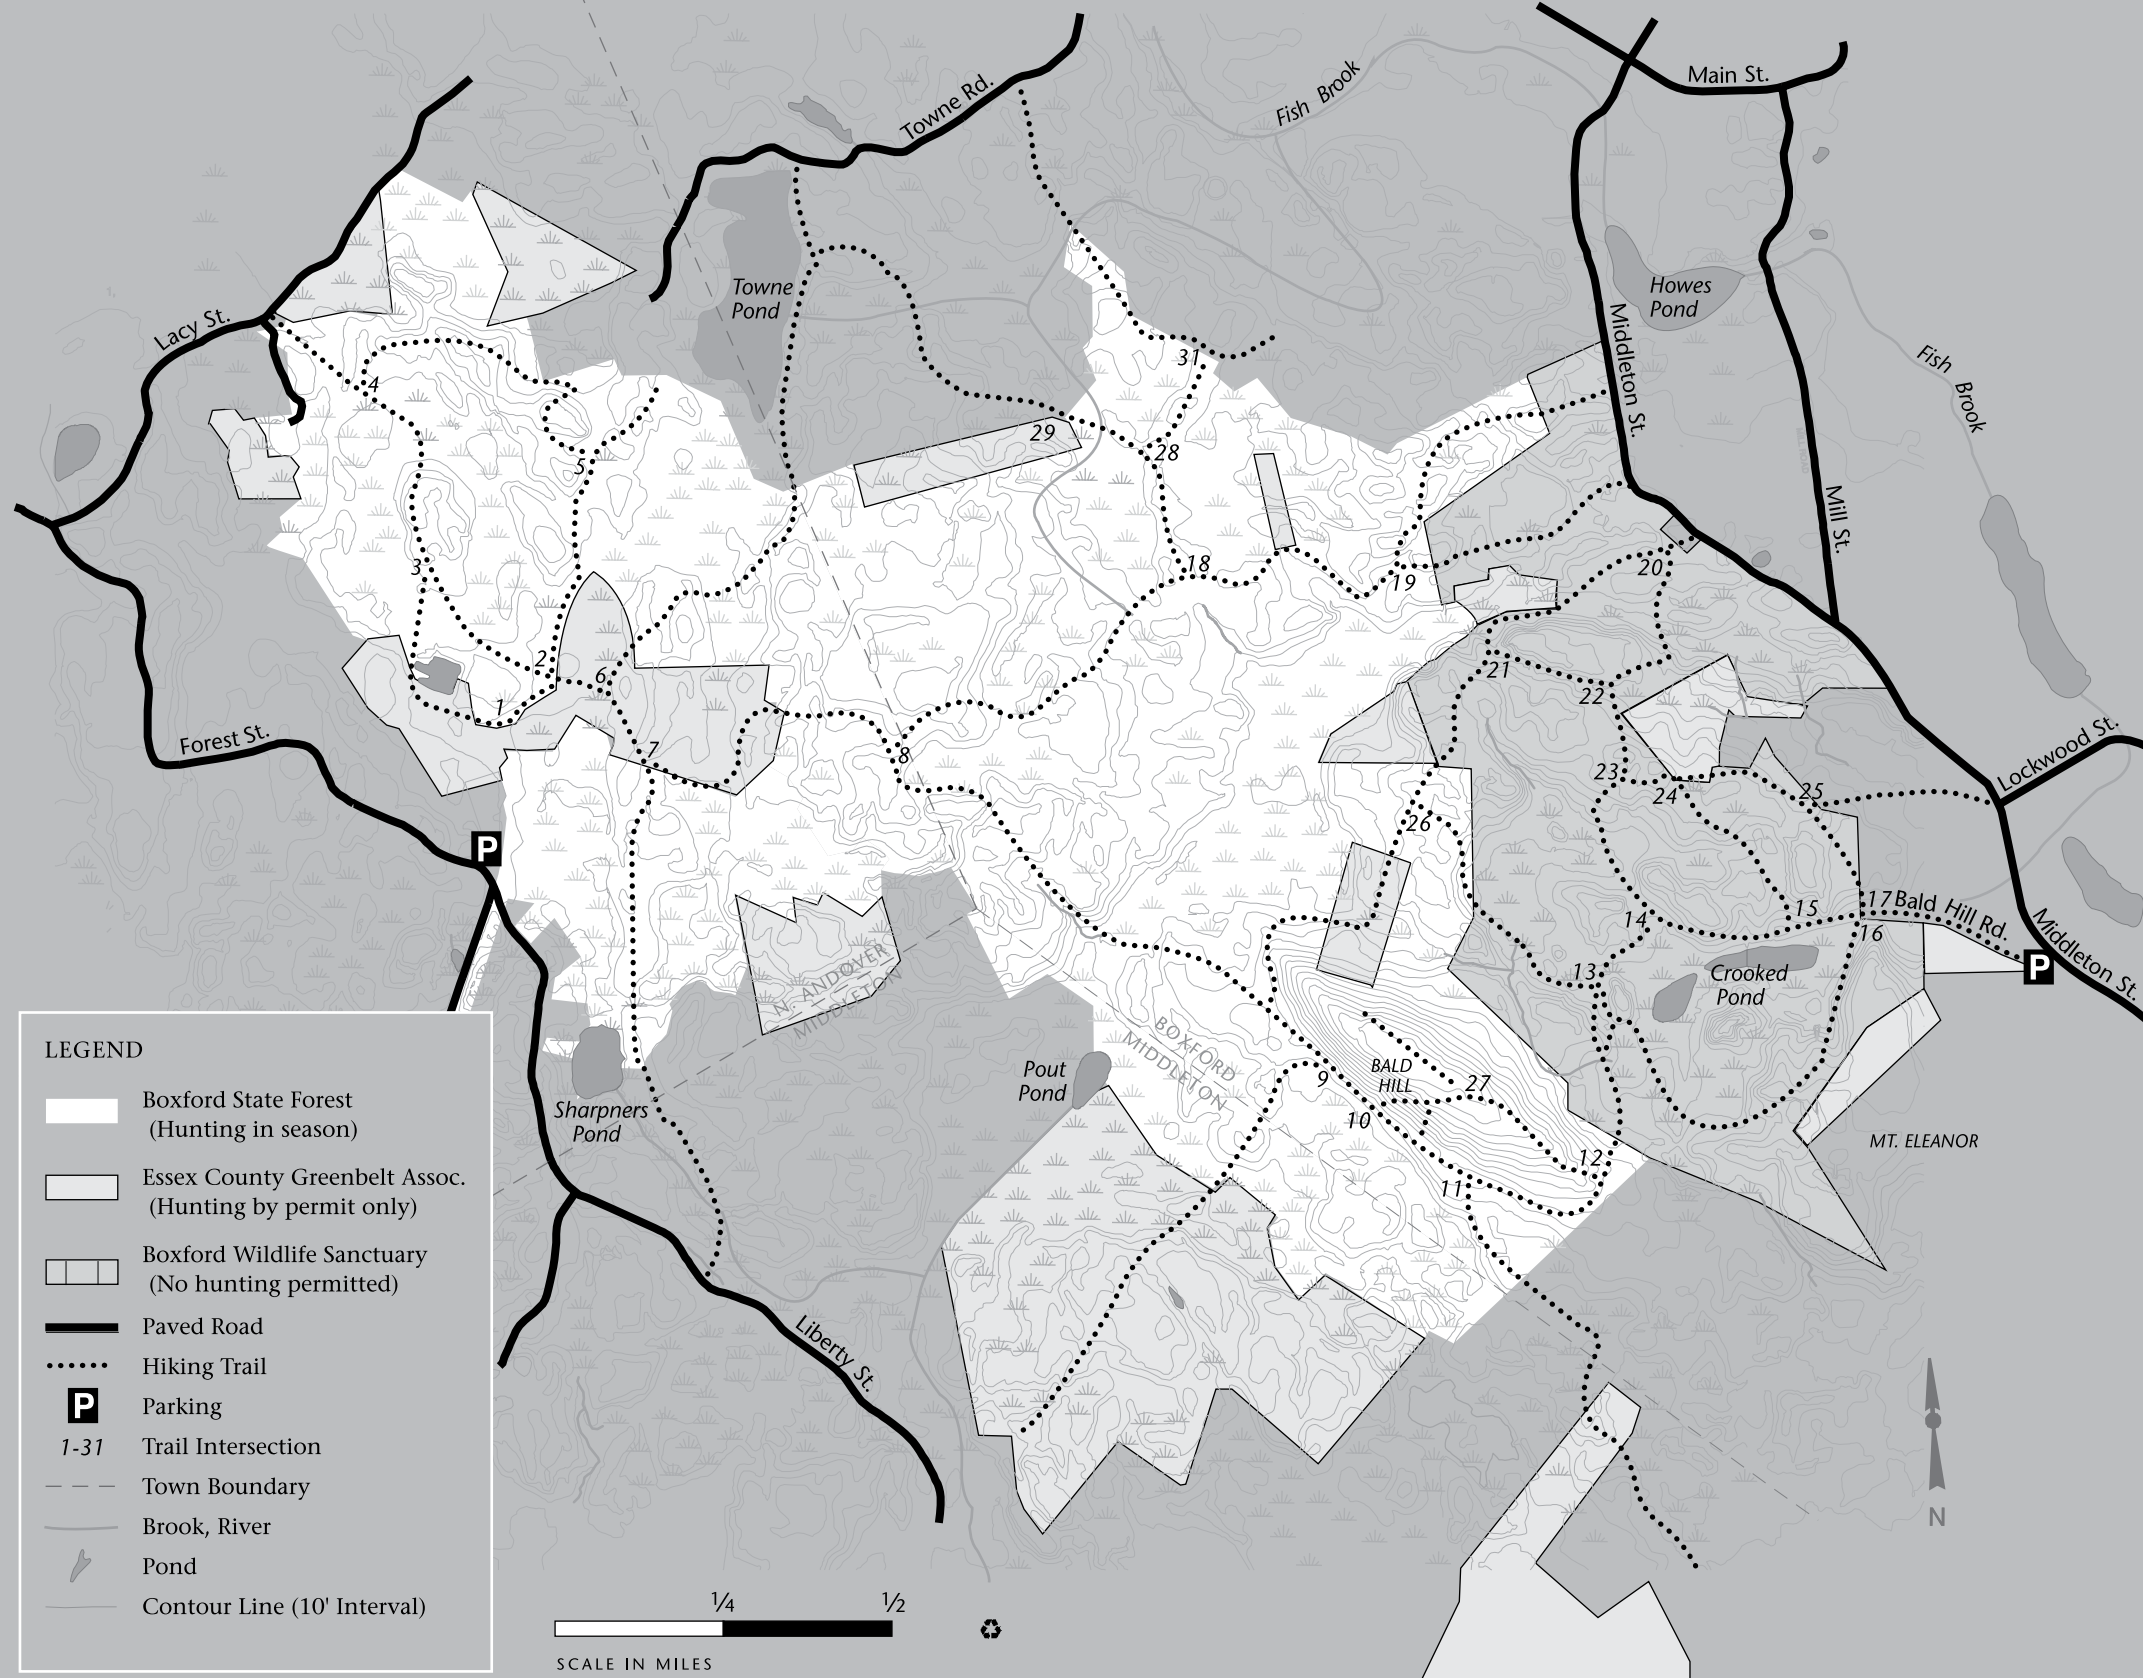 Main St.
Towne Rd.
Fish Brook
Lacy St.
Towne
Pond
Howes
Pond
Middleton St.
Fish Brook
Mill St.
31
4
29
28
5
18
19
20
3
2
6
21
22
1
7
8
23
24
25
26
Forest St.
Lockwood St.
P
14
15
17
Bald Hill Rd.
16
Middleton St.
P
13
Crooked
Pond
N. ANDOVER
MIDDLETON
BOXFORD
MIDDLETON
Pout
Pond
9
BALD
HILL
27
10
12
11
MT. ELEANOR
Sharpners
Pond
Liberty St.
LEGEND
Boxford State Forest
(Hunting in season)
Essex County Greenbelt Assoc.
(Hunting by permit only)
Boxford Wildlife Sanctuary
(No hunting permitted)
Paved Road
Hiking Trail
P Parking
1-31 Trail Intersection
Town Boundary
Brook, River
Pond
Contour Line (10' Interval)
N
¼ ½
SCALE IN MILES